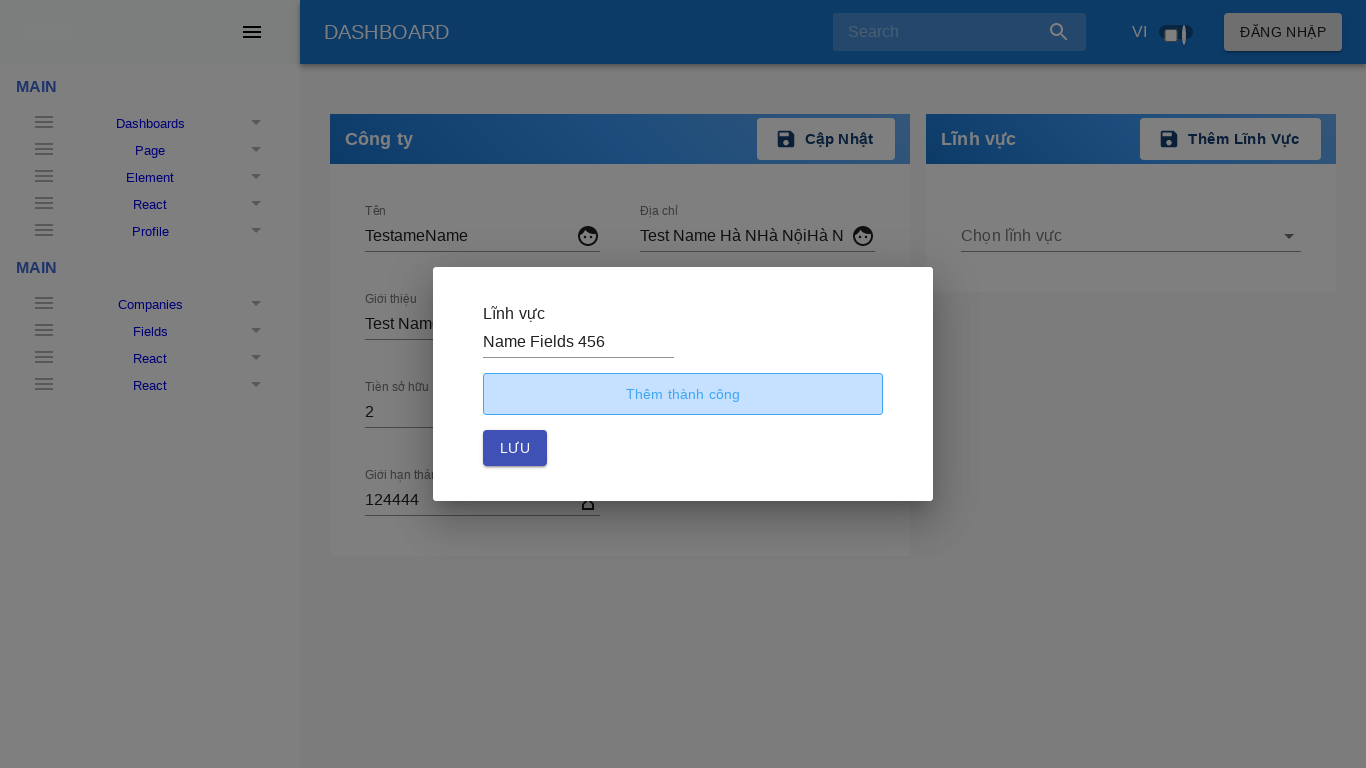 DASHBOARD
Search
VI
ĐĂNG NHẬP
MAIN
Dashboards
Page
Element
React
Profile
MAIN
Companies
Fields
React
React
Công ty
Cập Nhật
Tên
TestameName
Địa chỉ
Test Name Hà NHà NộiHà N
Giới thiệu
Test Name
Tiền sở hữu
2
Giới hạn
124444
Lĩnh vực
Thêm Lĩnh Vực
Chọn lĩnh vực
Lĩnh vực
Name Fields 456
Thêm thành công
LƯU